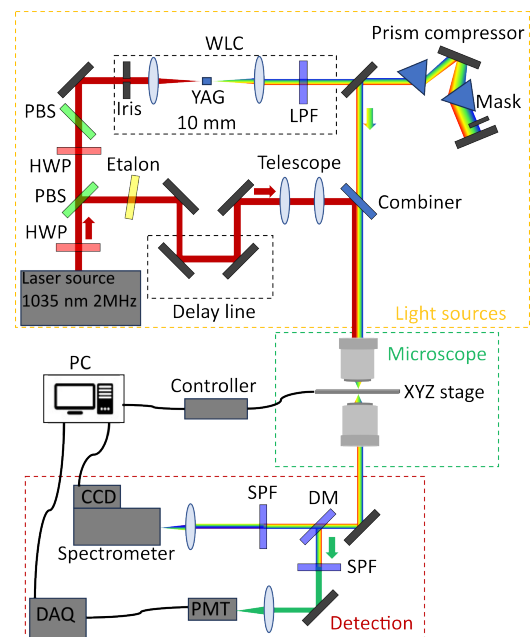 WLC
Prism compressor
Iris
YAG
LPF
Mask
PBS
10 mm
HWP
Etalon
Telescope
PBS
Combiner
HWP
Laser source
1035 nm 2MHz
Delay line
Light sources
Microscope
PC
Controller
XYZ stage
CCD
SPF
DM
Spectrometer
SPF
DAQ
PMT
Detection